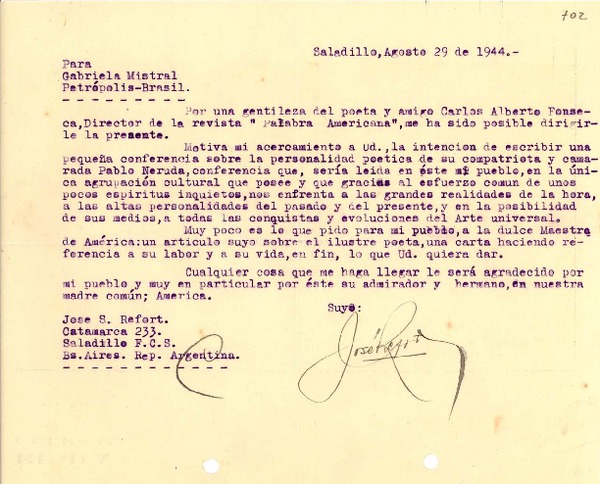 702
Saladillo, Agosto 29 de 1944.-
Para
Gabriela Mistral
Petrópolis-Brasil.
Por una gentileza del poeta y amigo Carlos Alberto Fonse-
ca,Director de la revista " Palabra Americana",me ha sido posible dirigir-
le la presente.
Motiva mi acercamiento a Ud.,la intencion de escribir una
pequeña conferencia sobre la personalidad poetica de su compatriota y cama-
rada Pablo Neruda,conferencia que, sería leida en éste mi pueblo,en la úni-
ca agrupación cultural que posee y que gracias al esfuerzo comun de unos
pocos espiritus inquietos,nos enfrenta a las grandes realidades de la hora,
a las altas personalidades del pasado y del presente,y en la posibilidad
de sus medios,a todas las conquistas y evoluciones del Arte universal.
Muy poco es lo que pido para mi pueblo,a la dulce Maestra
de América:un articulo suyo sobre el ilustre poeta,una carta haciendo re-
ferencia a su labor y a su vida,en fin, lo que Ud. quiera dar.
Cualquier cosa que me haga llegar le será agradecido por
mi pueblo y muy en particular por éste su admirador y hermano,en nuestra
madre común; America.
Suyo:
Jose S. Refort.
Catamarca 233.
Saladillo F.C.S.
Bs.Aires. Rep. Argentina.